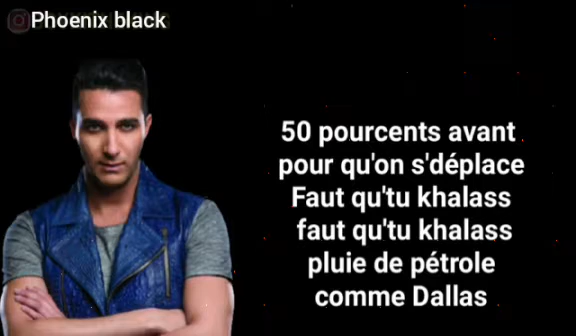 Phoenix black
50 pourcents avant
pour qu'on s'déplace
Faut qu'tu khalass
faut qu'tu khalass
pluie de pétrole
comme Dallas